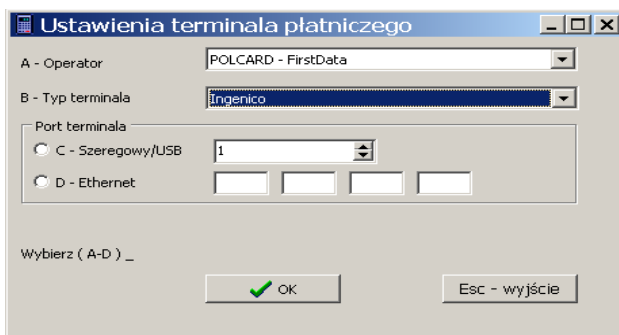 Ustawienia terminala płatniczego
A - Operator
POLCARD - FirstData
B - Typ terminala
Ingenico
Port terminala
C - Szeregowy/USB
1
D - Ethernet
Wybierz ( A-D ) _
OK
Esc - wyjście